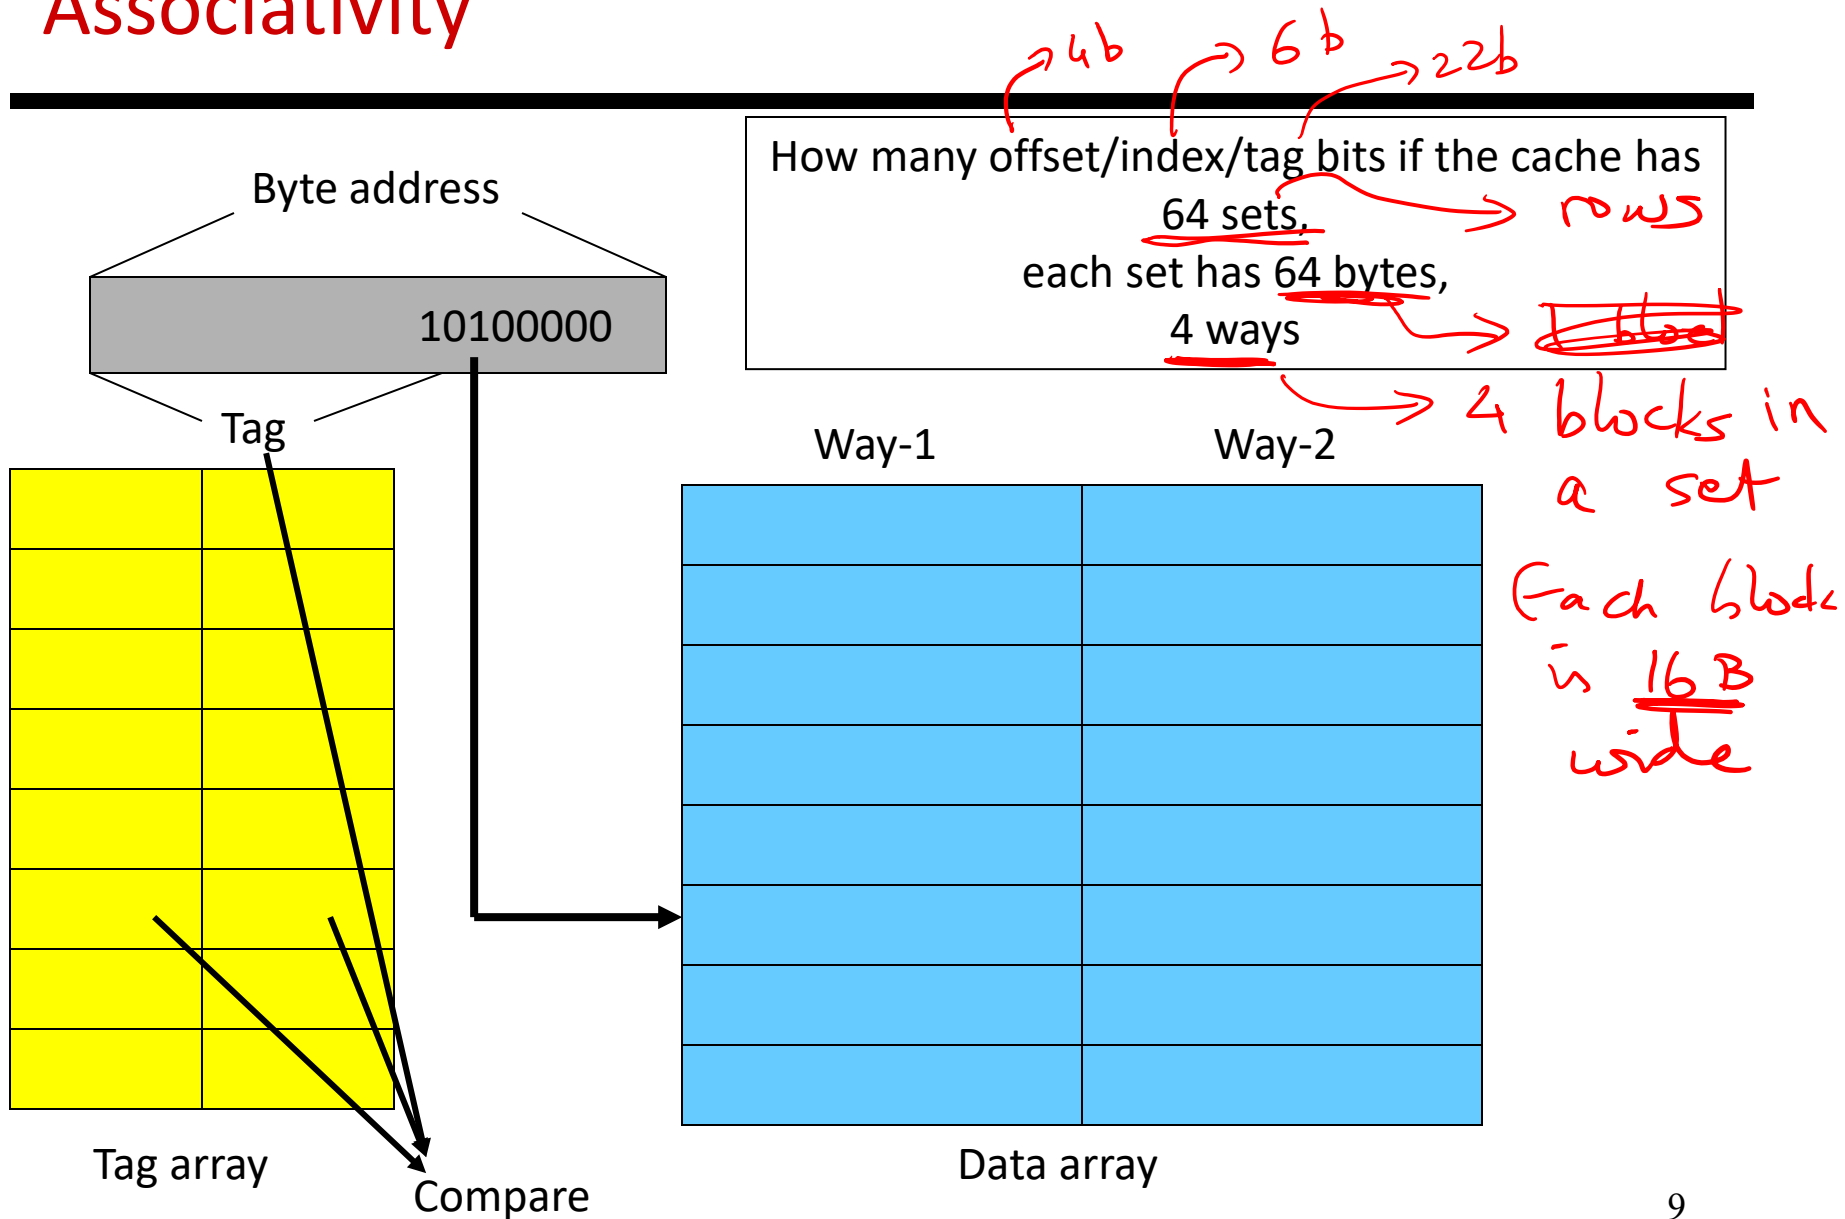 Associativity
4b 6b 22b
How many offset/index/tag bits if the cache has
64 sets,
each set has 64 bytes,
4 ways
rows
4 blocks in
a set
Each block
is 16 B
wide
Byte address
10100000
Tag
Way-1 Way-2
Tag array
Compare
Data array
9